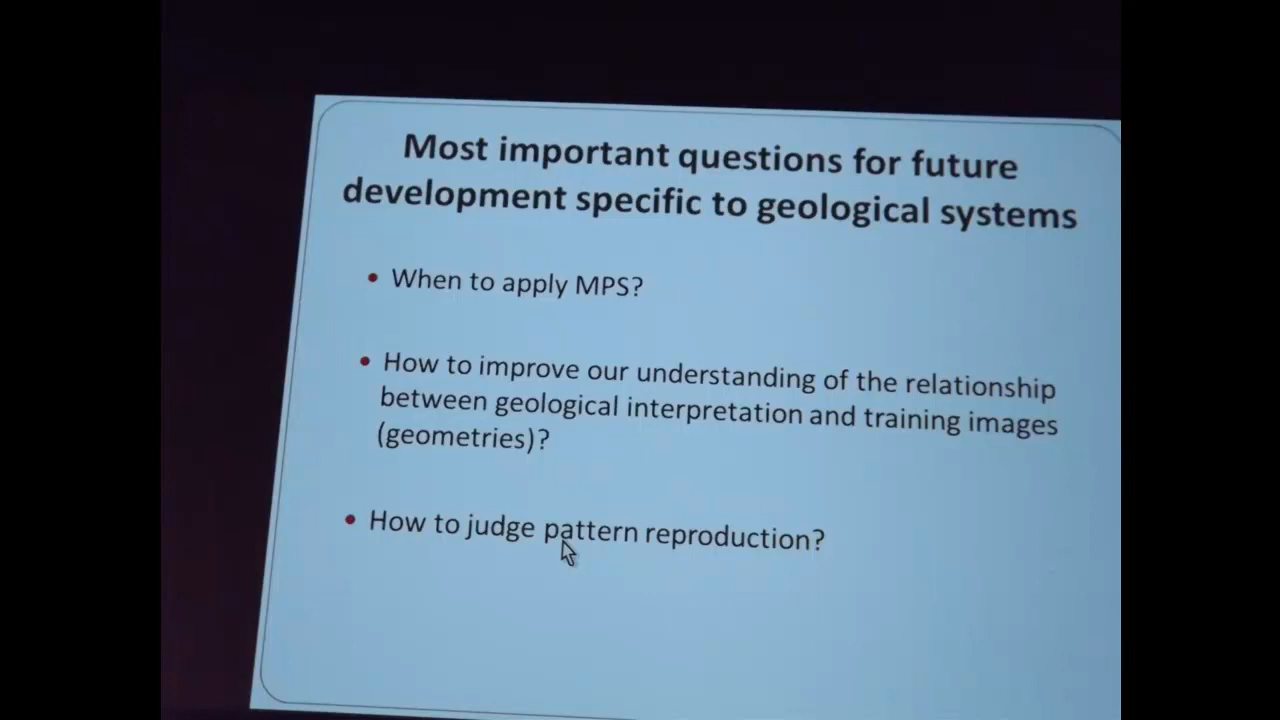 Most important questions for future
development specific to geological systems
• When to apply MPS?
• How to improve our understanding of the relationship
between geological interpretation and training images
(geometries)?
• How to judge pattern reproduction?